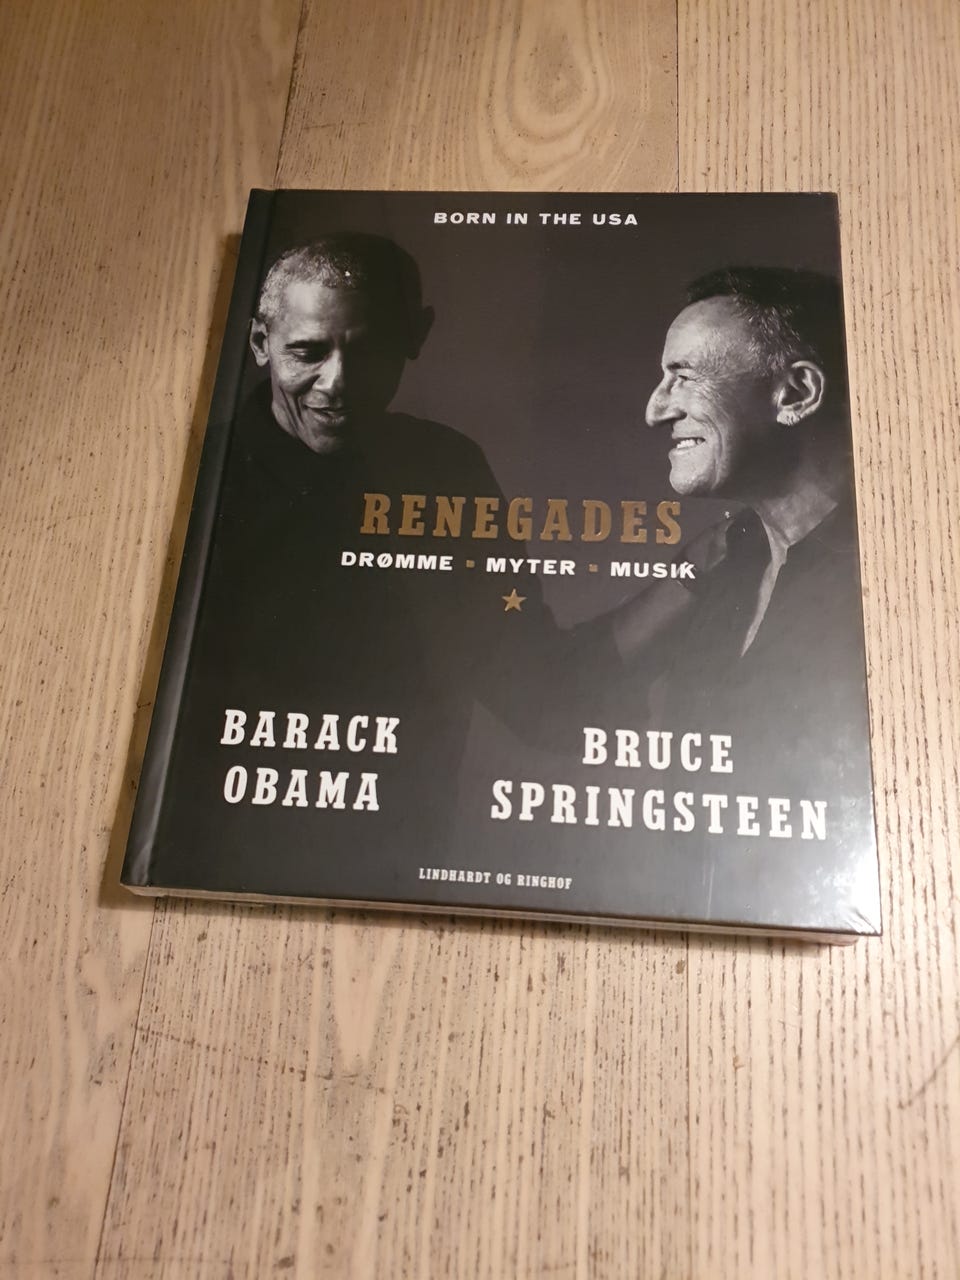 BORN IN THE USA
RENEGADES
DRØMME ▪ MYTER ▪ MUSIK
BARACK
OBAMA
BRUCE
SPRINGSTEEN
LINDHARDT OG RINGHOF